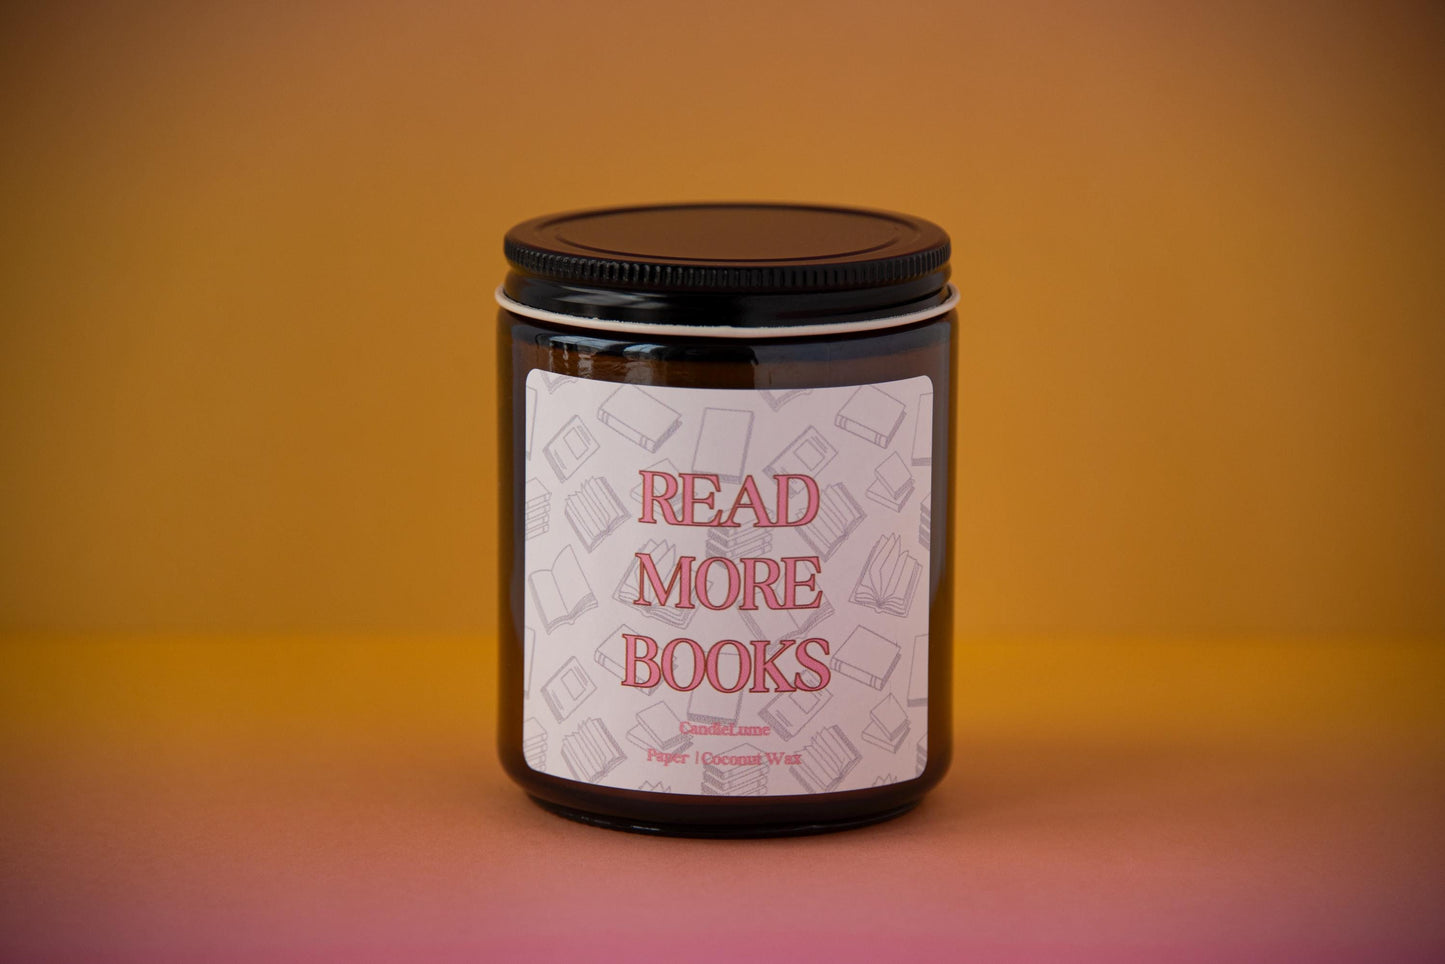 READ
MORE
BOOKS
CandleLume
Paper | Coconut Wax